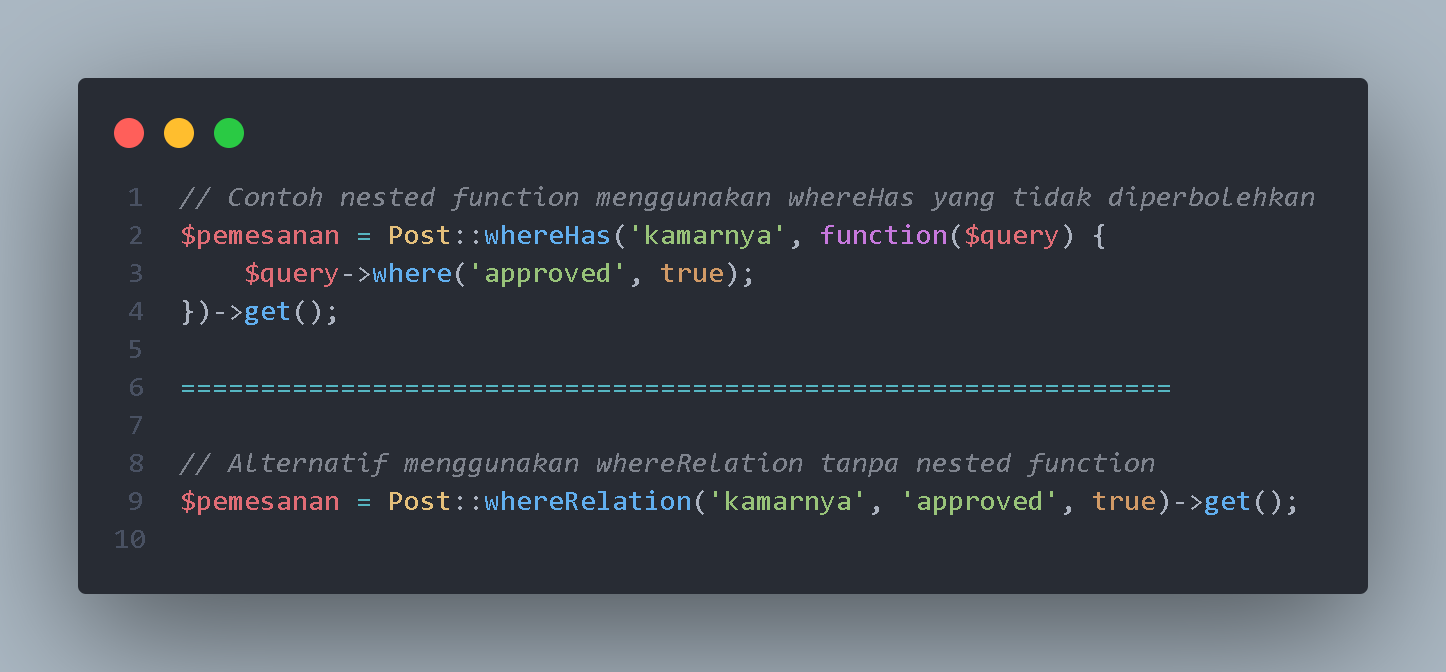 1 // Contoh nested function menggunakan whereHas yang tidak diperbolehkan
2 $pemesanan = Post::whereHas('kamarnya', function($query) {
3     $query->where('approved', true);
4 })->get();
5
6 ==============================================================
7
8 // Alternatif menggunakan whereRelation tanpa nested function
9 $pemesanan = Post::whereRelation('kamarnya', 'approved', true)->get();
10